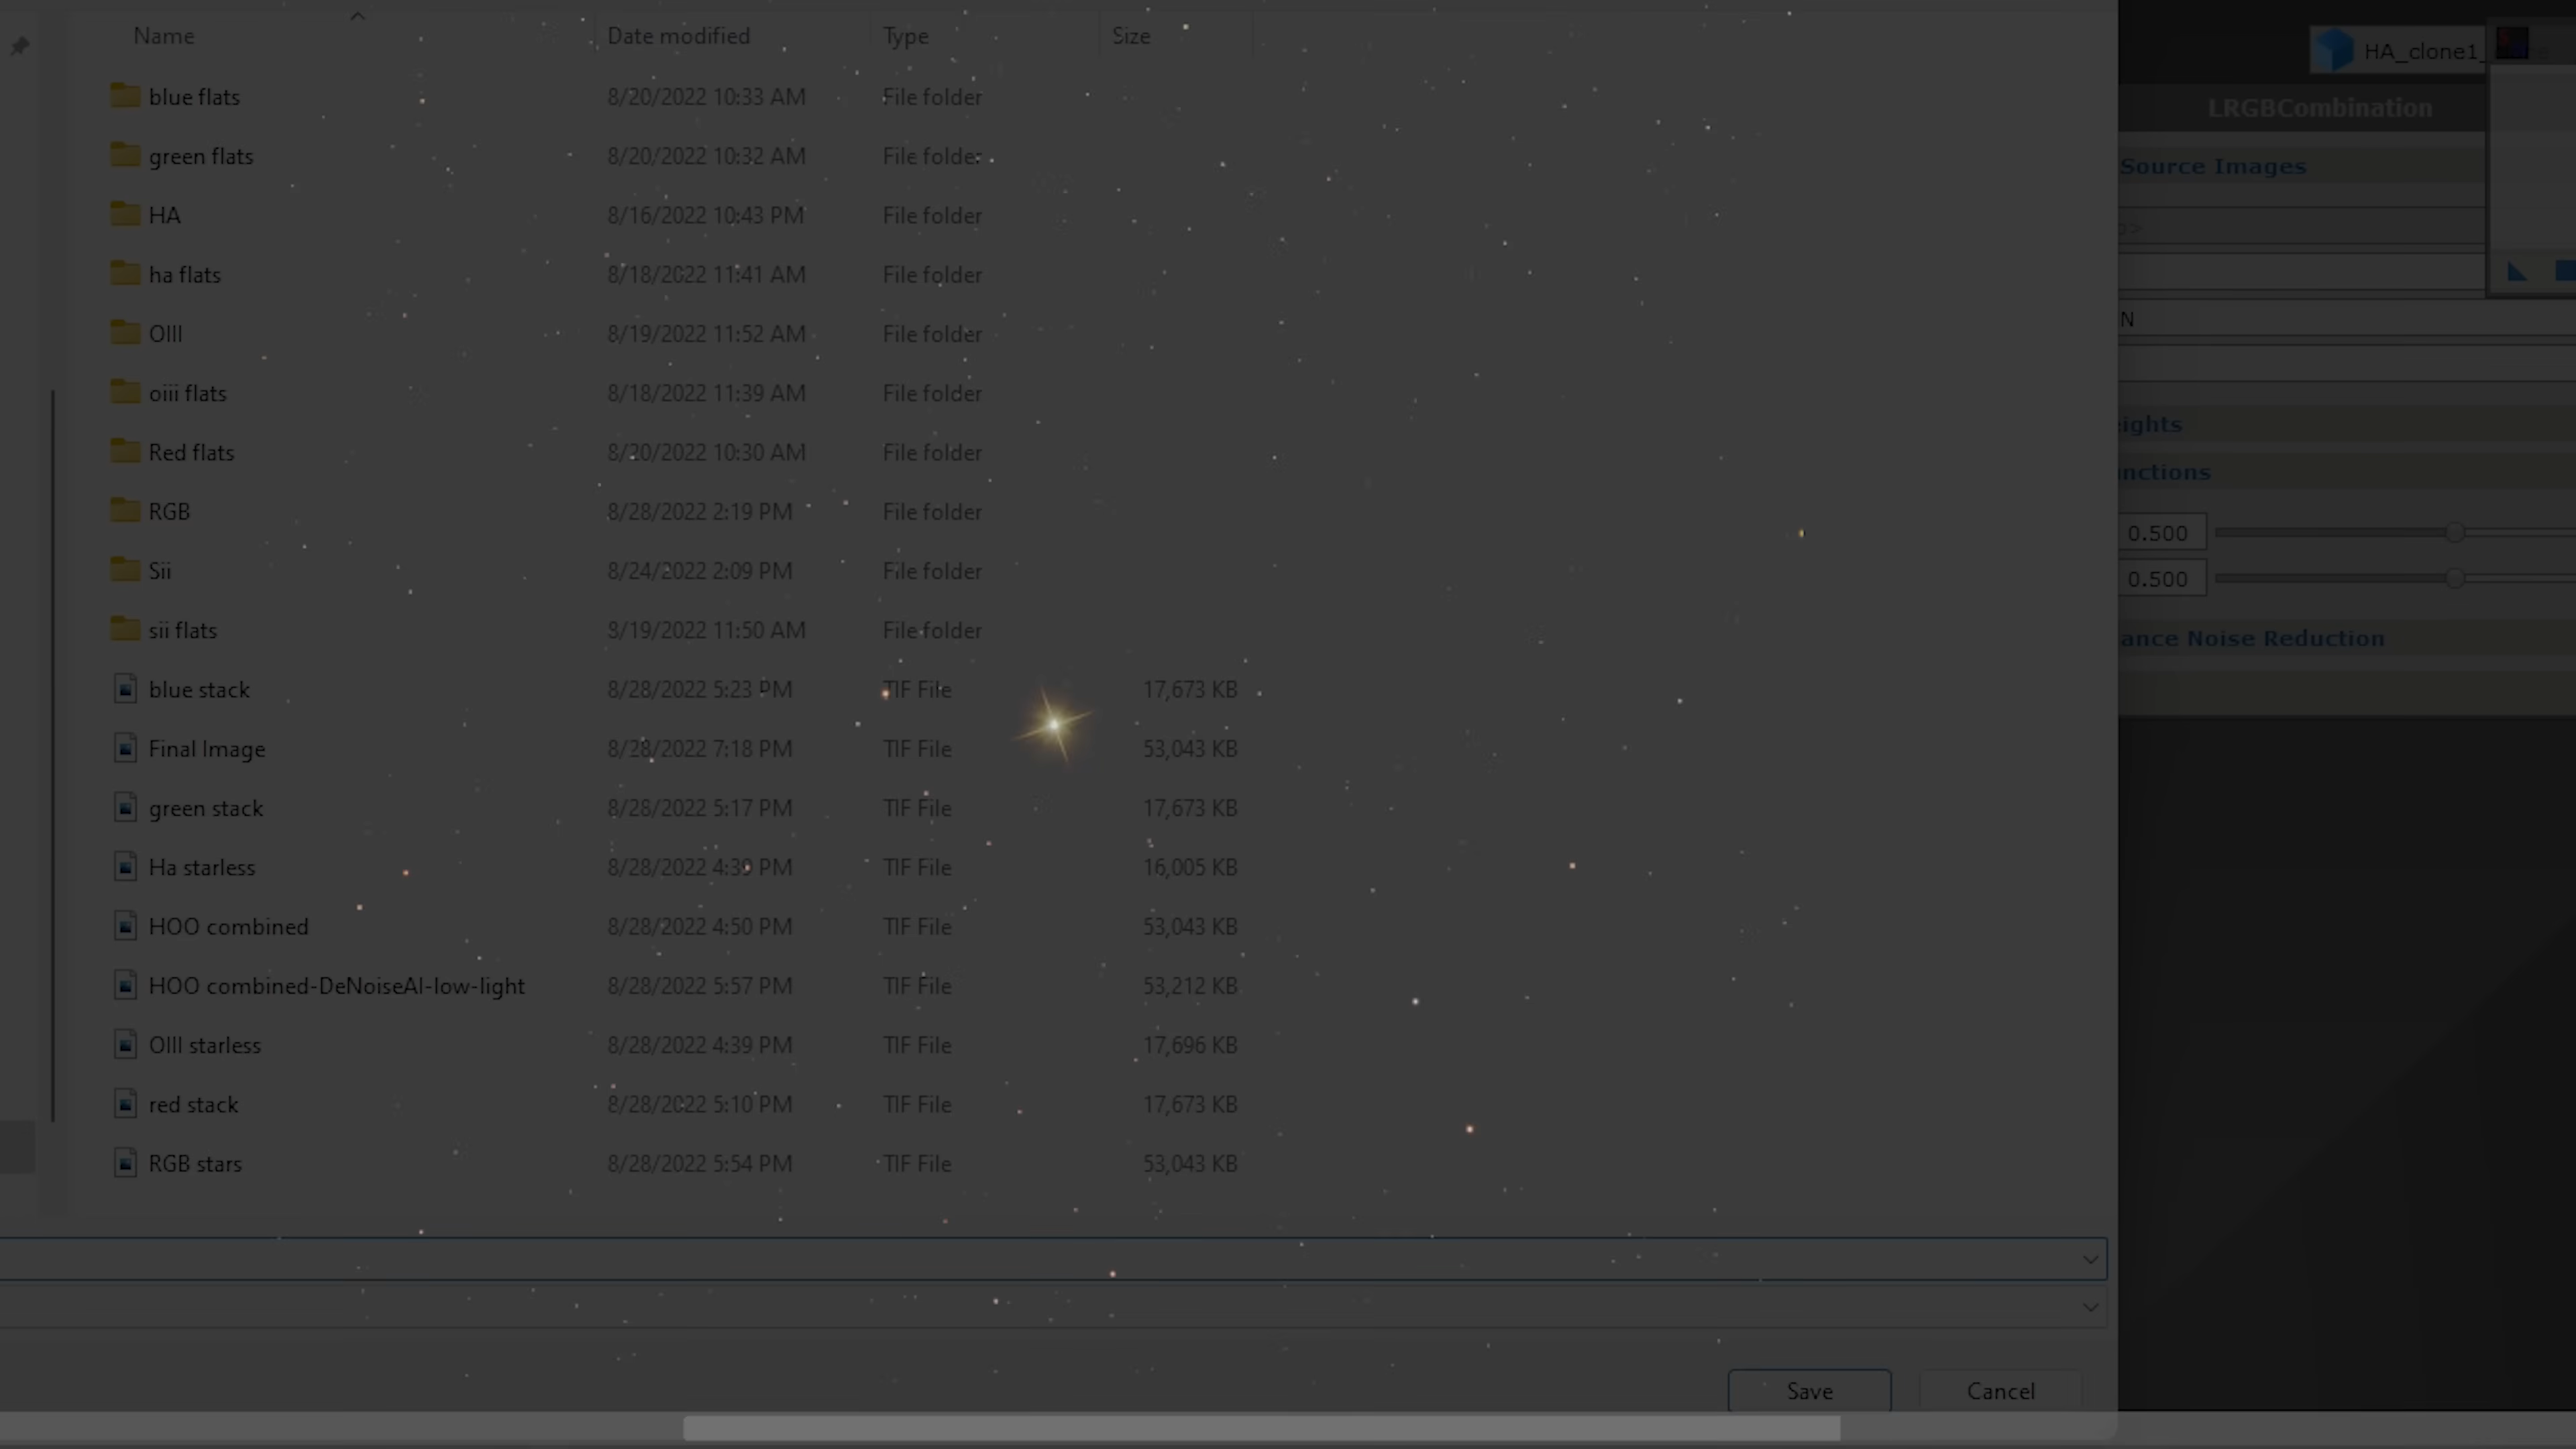 Name Date modified Type Size
blue flats 8/20/2022 10:33 AM File folder
green flats 8/20/2022 10:32 AM File folder
HA 8/16/2022 10:43 PM File folder
ha flats 8/18/2022 11:41 AM File folder
OIII 8/19/2022 11:52 AM File folder
oiii flats 8/18/2022 11:39 AM File folder
Red flats 8/20/2022 10:30 AM File folder
RGB 8/28/2022 2:19 PM File folder
Sii 8/24/2022 2:09 PM File folder
sii flats 8/19/2022 11:50 AM File folder
blue stack 8/28/2022 5:23 PM TIF File 17,673 KB
Final Image 8/28/2022 7:18 PM TIF File 53,043 KB
green stack 8/28/2022 5:17 PM TIF File 17,673 KB
Ha starless 8/28/2022 4:39 PM TIF File 16,005 KB
HOO combined 8/28/2022 4:50 PM TIF File 53,043 KB
HOO combined-DeNoiseAI-low-light 8/28/2022 5:57 PM TIF File 53,212 KB
OIII starless 8/28/2022 4:39 PM TIF File 17,696 KB
red stack 8/28/2022 5:10 PM TIF File 17,673 KB
RGB stars 8/28/2022 5:54 PM TIF File 53,043 KB
Save Cancel
HA_clone1_
LRGBCombination
Source Images
N
ights
nctions
0.500
0.500
ance Noise Reduction